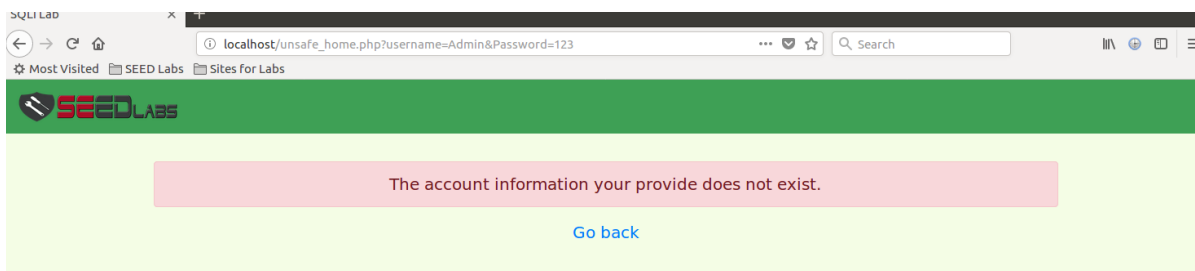 SQLi Lab
localhost/unsafe_home.php?username=Admin&Password=123
Search
Most Visited SEED Labs Sites for Labs
SEEDLABS
The account information your provide does not exist.
Go back